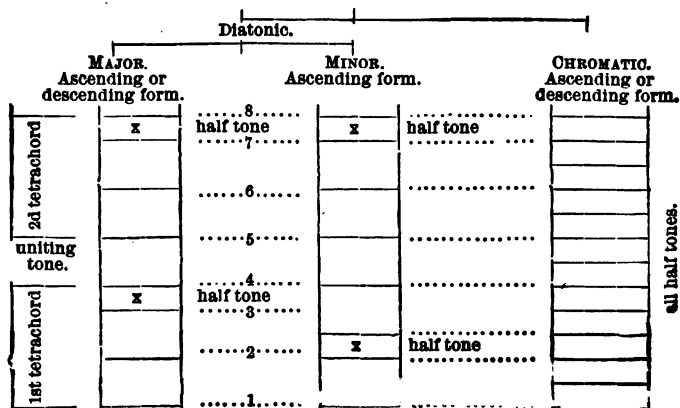 Diatonic.
MAJOR.
Ascending or
descending form.
MINOR.
Ascending form.
CHROMATIC.
Ascending or
descending form.
8
x half tone x half tone
7
2d tetrachord
6
5
uniting
tone.
4
x half tone
3
1st tetrachord
2 x half tone
1
all half tones.